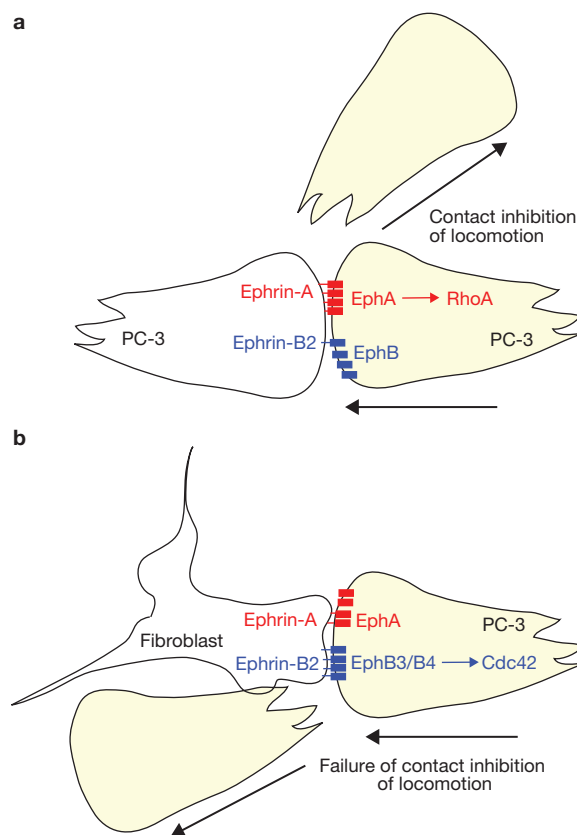 a
Contact inhibition
of locomotion
Ephrin-A EphA RhoA
PC-3 Ephrin-B2 EphB PC-3
b
Ephrin-A EphA PC-3
Fibroblast
Ephrin-B2 EphB3/B4 Cdc42
Failure of contact inhibition
of locomotion